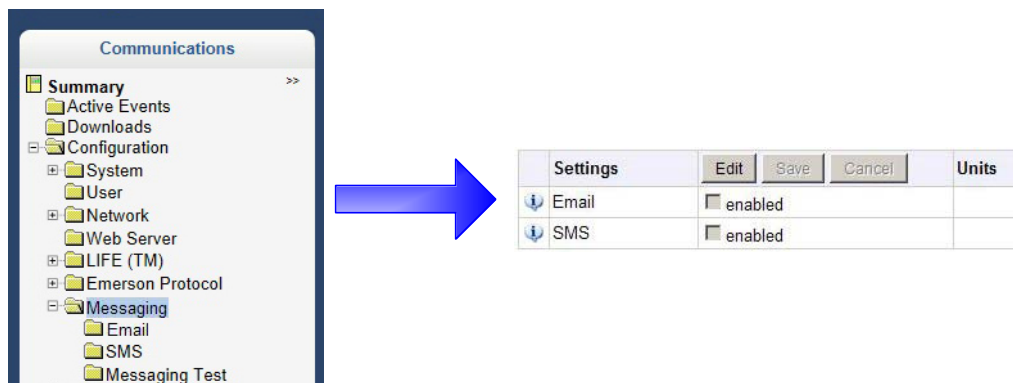 Communications
Summary >>
Active Events
Downloads
Configuration
System
User
Network
Web Server
LIFE (TM)
Emerson Protocol
Messaging
Email
SMS
Messaging Test
Settings Edit Save Cancel Units
Email enabled
SMS enabled